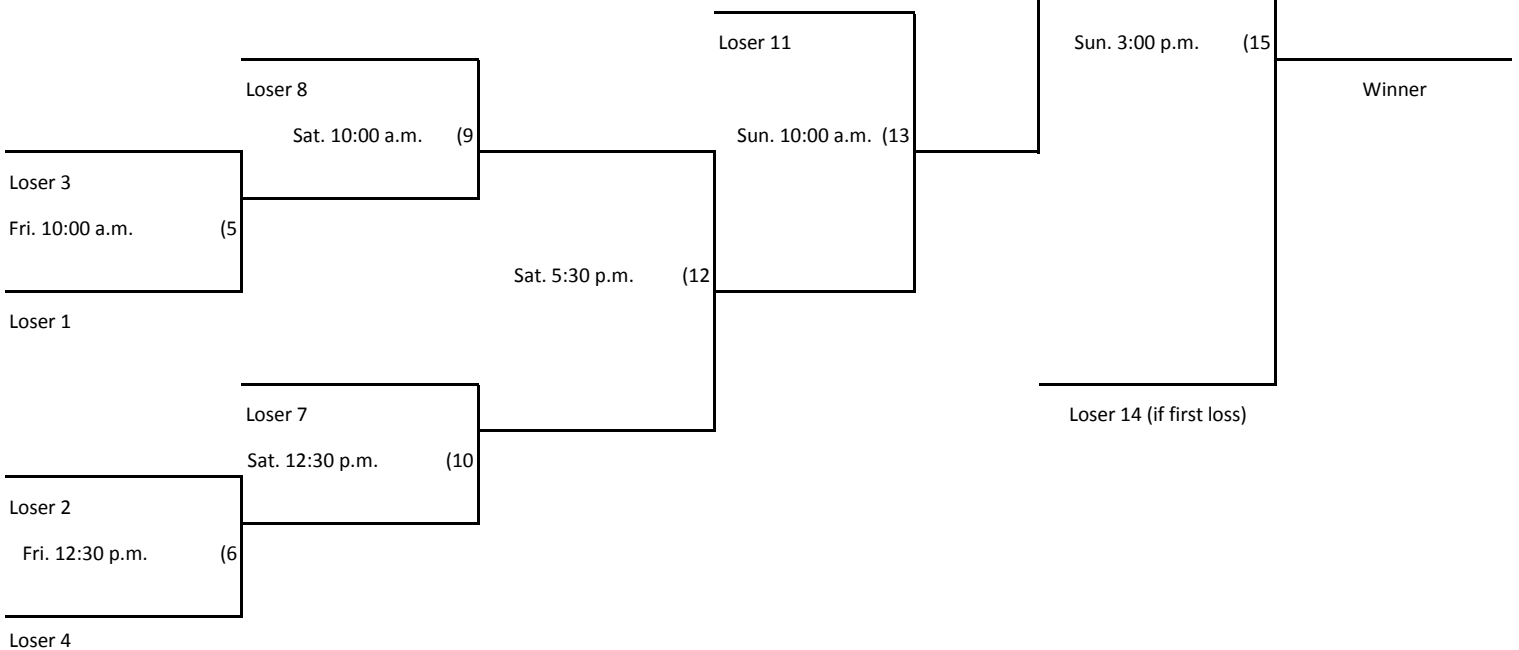 Loser 11
Sun. 3:00 p.m. (15
Loser 8
Winner
Sat. 10:00 a.m. (9
Sun. 10:00 a.m. (13
Loser 3
Fri. 10:00 a.m. (5
Sat. 5:30 p.m. (12
Loser 1
Loser 7
Loser 14 (if first loss)
Sat. 12:30 p.m. (10
Loser 2
Fri. 12:30 p.m. (6
Loser 4